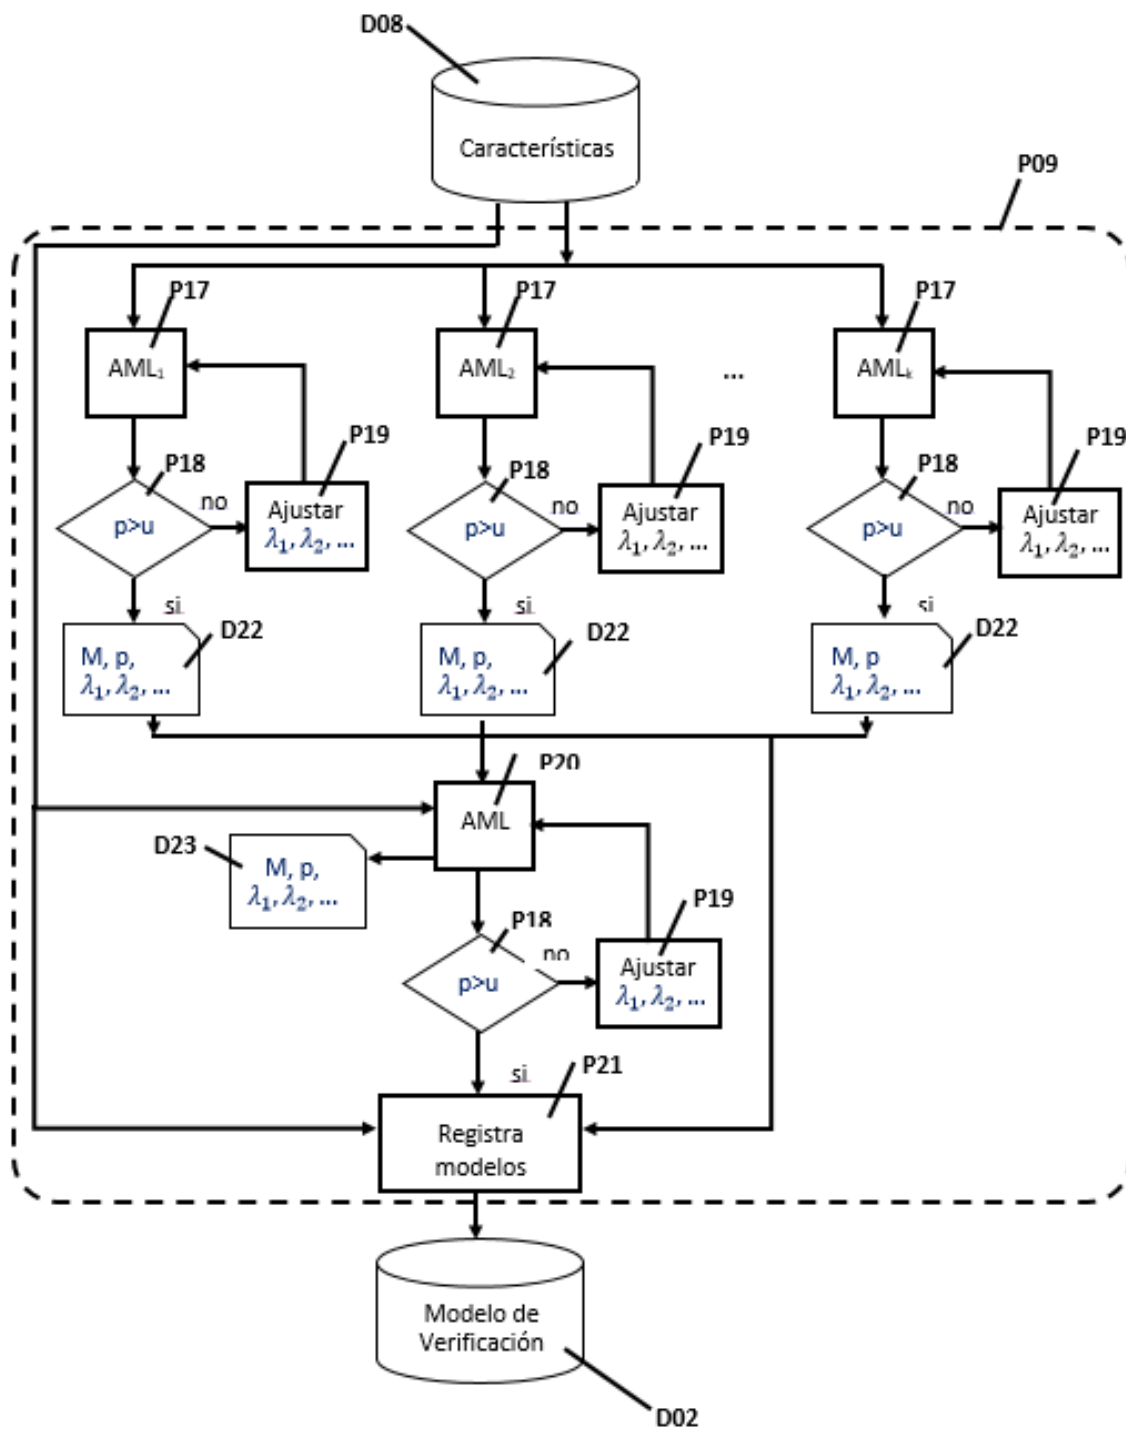 D08
Características
P09
P17
P17
P17
AML₁
AML₂
...
AMLₖ
P19
P19
P19
P18
P18
P18
no
no
no
p>u
Ajustar
λ₁, λ₂, ...
p>u
Ajustar
λ₁, λ₂, ...
p>u
Ajustar
λ₁, λ₂, ...
si
si
si
D22
D22
D22
M, p,
λ₁, λ₂, ...
M, p,
λ₁, λ₂, ...
M, p
λ₁, λ₂, ...
P20
AML
D23
M, p,
λ₁, λ₂, ...
P19
P18
no
p>u
Ajustar
λ₁, λ₂, ...
si
P21
Registra
modelos
Modelo de
Verificación
D02